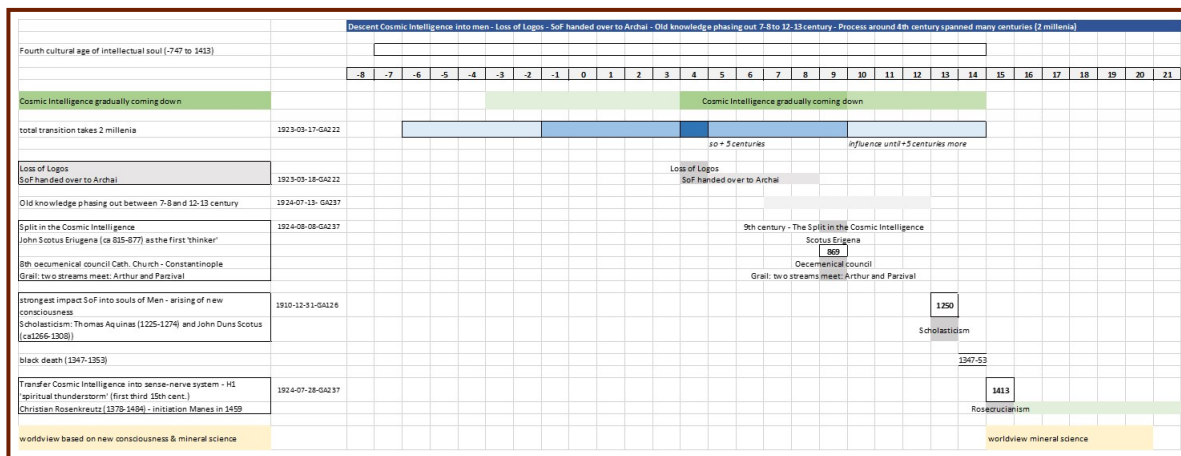 Descent Cosmic Intelligence into men - Loss of Logos - SoF handed over to Archai - Old knowledge phasing out 7-8 to 12-13 century - Process around 4th century spanned many centuries (2 millenia)
Fourth cultural age of intellectual soul (-747 to 1413)
-8 -7 -6 -5 -4 -3 -2 -1 0 1 2 3 4 5 6 7 8 9 10 11 12 13 14 15 16 17 18 19 20 21
Cosmic Intelligence gradually coming down Cosmic Intelligence gradually coming down
total transition takes 2 millenia 1923-03-17-GA222
so + 5 centuries influence until +5 centuries more
Loss of Logos Loss of Logos
SoF handed over to Archai 1923-03-18-GA222 SoF handed over to Archai
Old knowledge phasing out between 7-8 and 12-13 century 1924-07-13- GA237
Split in the Cosmic Intelligence 1924-08-08-GA237 9th century - The Split in the Cosmic Intelligence
John Scotus Eriugena (ca 815-877) as the first 'thinker' Scotus Erigena
869
8th oecumenical council Cath. Church - Constantinople Oecemenical council
Grail: two streams meet: Arthur and Parzival Grail: two streams meet: Arthur and Parzival
strongest impact SoF into souls of Men - arising of new 1910-12-31-GA126
consciousness
1250
Scholasticism: Thomas Aquinas (1225-1274) and John Duns Scotus
(ca1266-1308))
Scholasticism
black death (1347-1353) 1347-53
Transfer Cosmic Intelligence into sense-nerve system - H1
'spiritual thunderstorm' (first third 15th cent.) 1924-07-28-GA237 1413
Christian Rosenkreutz (1378-1484) - initiation Manes in 1459 Rosecrucianism
worldview based on new consciousness & mineral science worldview mineral science